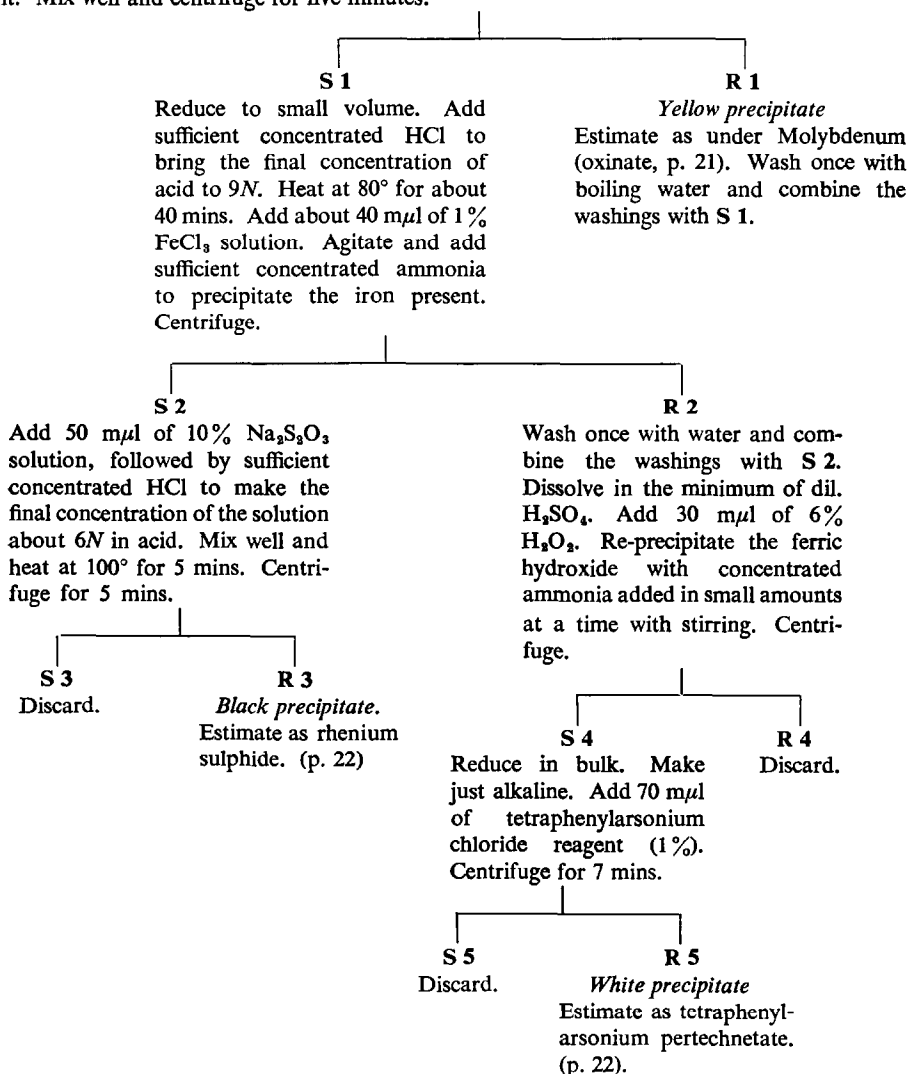 it. Mix well and centrifuge for five minutes.
S 1
Reduce to small volume. Add
sufficient concentrated HCl to
bring the final concentration of
acid to 9N. Heat at 80° for about
40 mins. Add about 40 mμl of 1%
FeCl₃ solution. Agitate and add
sufficient concentrated ammonia
to precipitate the iron present.
Centrifuge.
R 1
Yellow precipitate
Estimate as under Molybdenum
(oxinate, p. 21). Wash once with
boiling water and combine the
washings with S 1.
S 2
Add 50 mμl of 10% Na₂S₂O₃
solution, followed by sufficient
concentrated HCl to make the
final concentration of the solution
about 6N in acid. Mix well and
heat at 100° for 5 mins. Centri-
fuge for 5 mins.
R 2
Wash once with water and com-
bine the washings with S 2.
Dissolve in the minimum of dil.
H₂SO₄. Add 30 mμl of 6%
H₂O₂. Re-precipitate the ferric
hydroxide with concentrated
ammonia added in small amounts
at a time with stirring. Centri-
fuge.
S 3
Discard.
R 3
Black precipitate.
Estimate as rhenium
sulphide. (p. 22)
S 4
Reduce in bulk. Make
just alkaline. Add 70 mμl
of tetraphenylarsonium
chloride reagent (1%).
Centrifuge for 7 mins.
R 4
Discard.
S 5
Discard.
R 5
White precipitate
Estimate as tetraphenyl-
arsonium pertechnetate.
(p. 22).